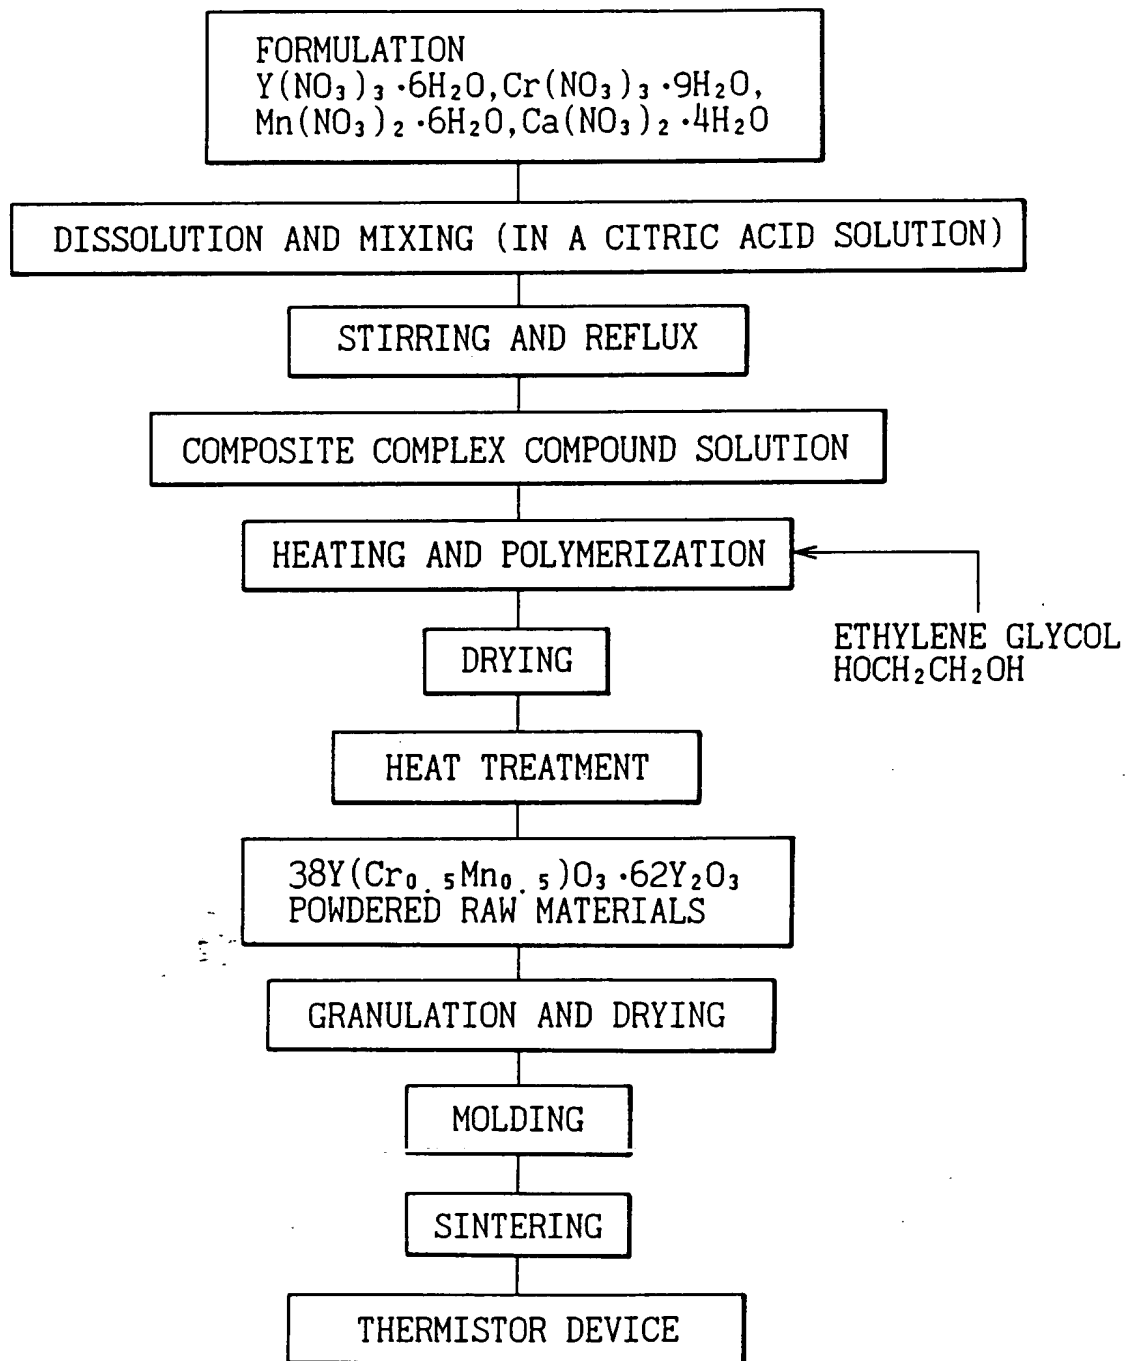 FORMULATION
Y(NO₃)₃·6H₂O,Cr(NO₃)₃·9H₂O,
Mn(NO₃)₂·6H₂O,Ca(NO₃)₂·4H₂O
DISSOLUTION AND MIXING (IN A CITRIC ACID SOLUTION)
STIRRING AND REFLUX
COMPOSITE COMPLEX COMPOUND SOLUTION
HEATING AND POLYMERIZATION
ETHYLENE GLYCOL
HOCH₂CH₂OH
DRYING
HEAT TREATMENT
38Y(Cr₀.₅Mn₀.₅)O₃·62Y₂O₃
POWDERED RAW MATERIALS
GRANULATION AND DRYING
MOLDING
SINTERING
THERMISTOR DEVICE